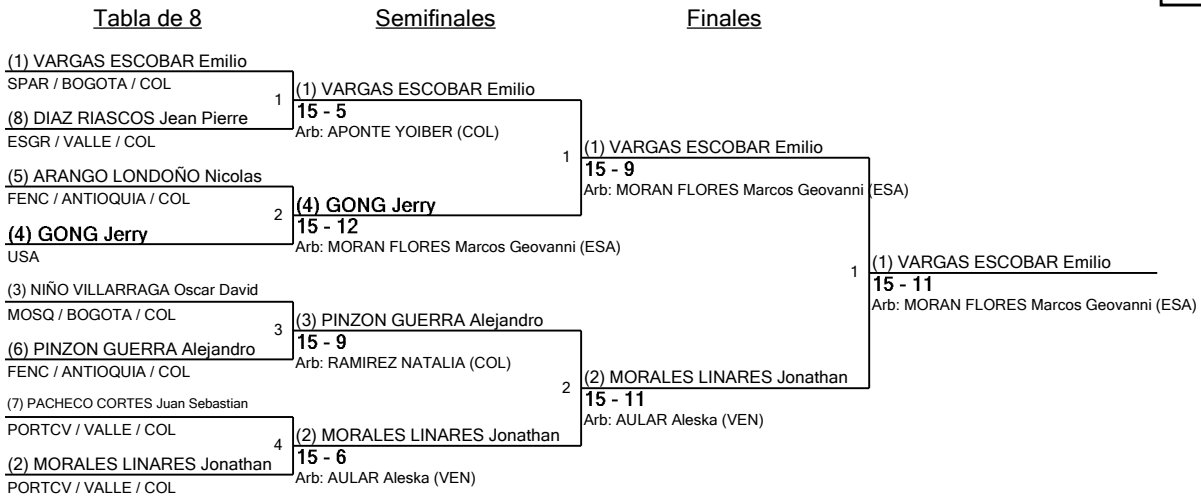 Tabla de 8
Semifinales
Finales
(1) VARGAS ESCOBAR Emilio
SPAR / BOGOTA / COL
1
(8) DIAZ RIASCOS Jean Pierre
ESGR / VALLE / COL
(5) ARANGO LONDOÑO Nicolas
FENC / ANTIOQUIA / COL
2
(4) GONG Jerry
USA
(3) NIÑO VILLARRAGA Oscar David
MOSQ / BOGOTA / COL
3
(6) PINZON GUERRA Alejandro
FENC / ANTIOQUIA / COL
(7) PACHECO CORTES Juan Sebastian
PORTCV / VALLE / COL
4
(2) MORALES LINARES Jonathan
PORTCV / VALLE / COL
(1) VARGAS ESCOBAR Emilio
15 - 5
Arb: APONTE YOIBER (COL)
1
(4) GONG Jerry
15 - 12
Arb: MORAN FLORES Marcos Geovanni (ESA)
(3) PINZON GUERRA Alejandro
15 - 9
Arb: RAMIREZ NATALIA (COL)
2
(2) MORALES LINARES Jonathan
15 - 6
Arb: AULAR Aleska (VEN)
(1) VARGAS ESCOBAR Emilio
15 - 9
Arb: MORAN FLORES Marcos Geovanni (ESA)
1
(2) MORALES LINARES Jonathan
15 - 11
Arb: AULAR Aleska (VEN)
(1) VARGAS ESCOBAR Emilio
15 - 11
Arb: MORAN FLORES Marcos Geovanni (ESA)